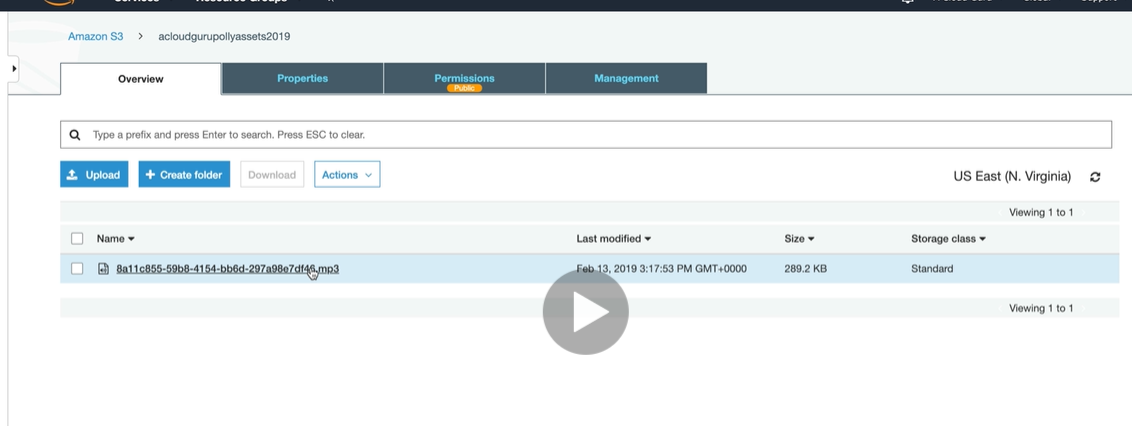 Amazon S3 > acloudgurupollyassets2019
Overview Properties Permissions Management
Public
Type a prefix and press Enter to search. Press ESC to clear.
Upload + Create folder Download Actions US East (N. Virginia)
Viewing 1 to 1
Name Last modified Size Storage class
8a11c855-59b8-4154-bb6d-297a98e7df46.mp3 Feb 13, 2019 3:17:53 PM GMT+0000 289.2 KB Standard
Viewing 1 to 1